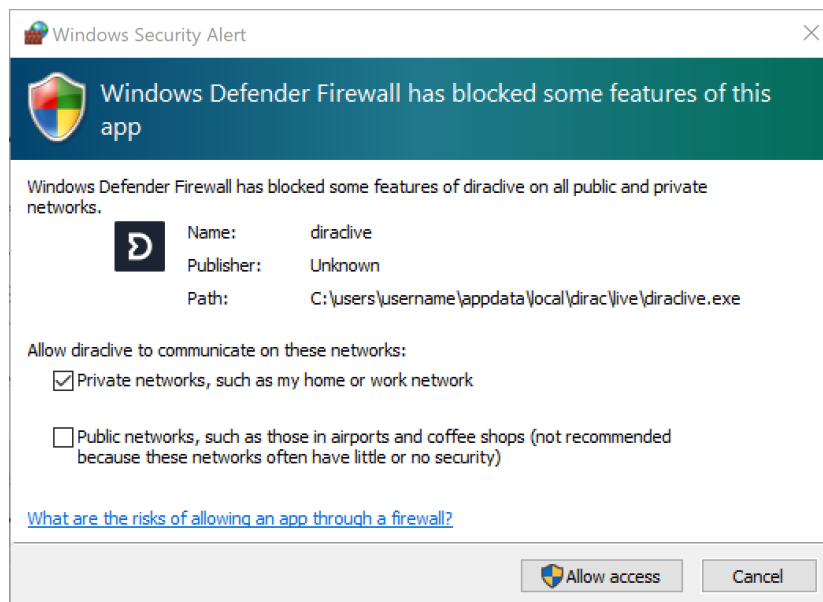 Windows Security Alert
Windows Defender Firewall has blocked some features of this
app
Windows Defender Firewall has blocked some features of diraclive on all public and private
networks.
Name: diraclive
Publisher: Unknown
Path: C:\users\username\appdata\local\dirac\live\diraclive.exe
Allow diraclive to communicate on these networks:
Private networks, such as my home or work network
Public networks, such as those in airports and coffee shops (not recommended
because these networks often have little or no security)
What are the risks of allowing an app through a firewall?
Allow access Cancel